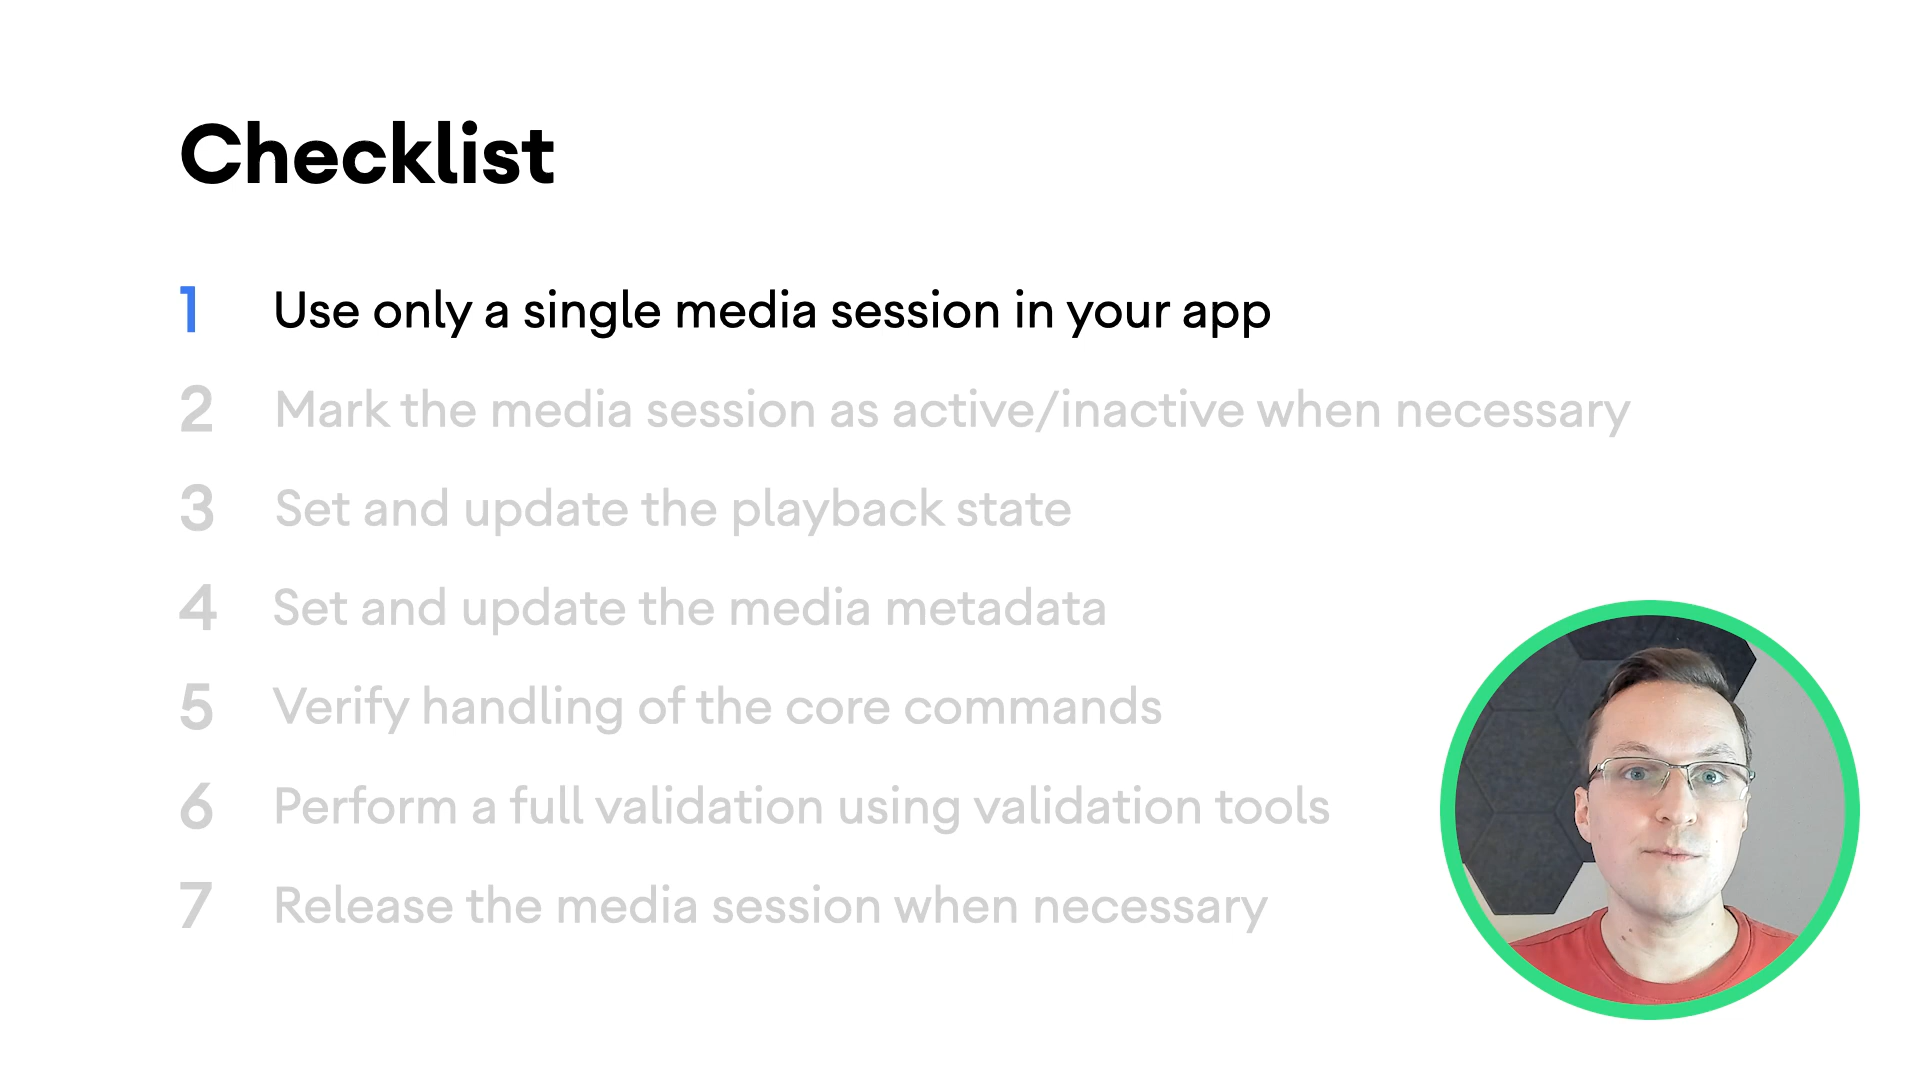 Checklist
1 Use only a single media session in your app
2 Mark the media session as active/inactive when necessary
3 Set and update the playback state
4 Set and update the media metadata
5 Verify handling of the core commands
6 Perform a full validation using validation tools
7 Release the media session when necessary